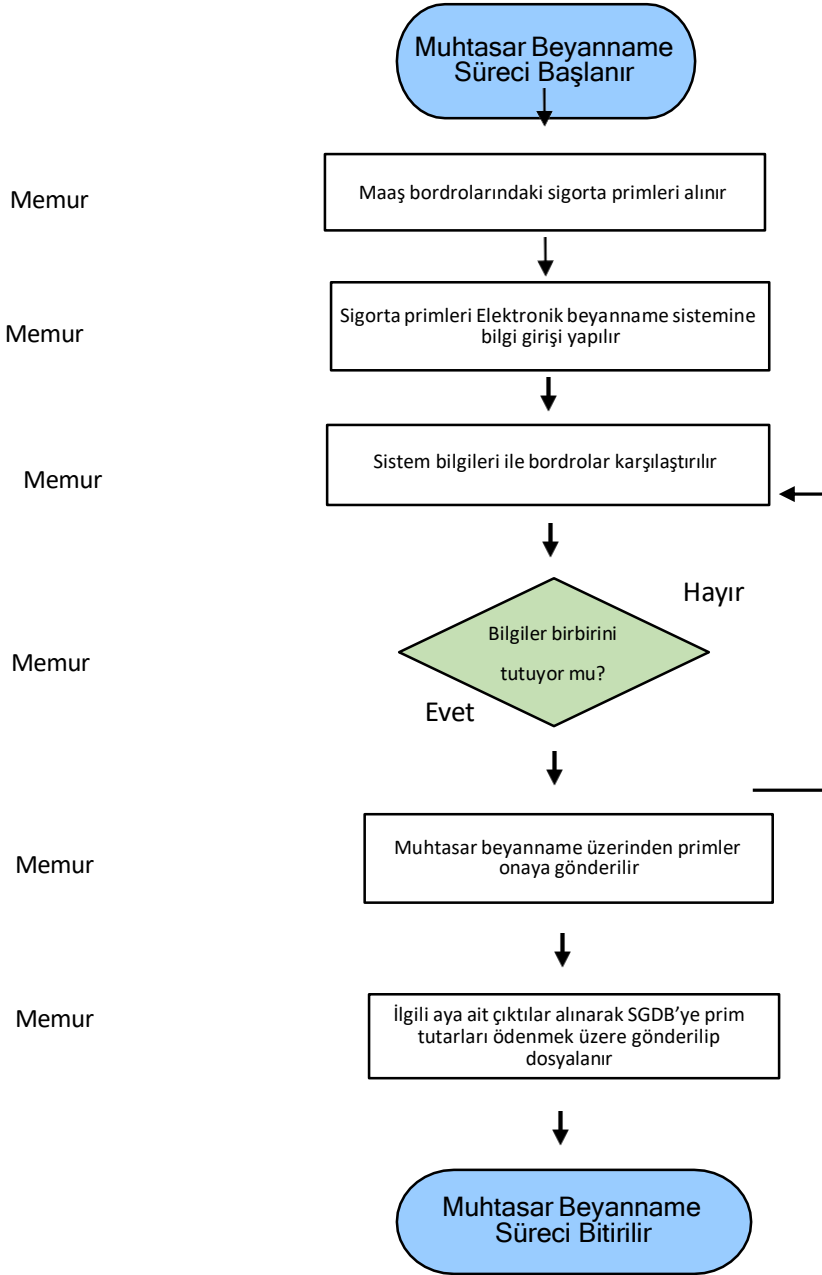 Muhtasar Beyanname
Süreci Başlanır
Memur
Maaş bordrolarındaki sigorta primleri alınır
Memur
Sigorta primleri Elektronik beyanname sistemine
bilgi girişi yapılır
Memur
Sistem bilgileri ile bordrolar karşılaştırılır
Hayır
Memur
Bilgiler birbirini
tutuyor mu?
Evet
Memur
Muhtasar beyanname üzerinden primler
onaya gönderilir
Memur
İlgili aya ait çıktılar alınarak SGDB’ye prim
tutarları ödenmek üzere gönderilip
dosyalanır
Muhtasar Beyanname
Süreci Bitirilir